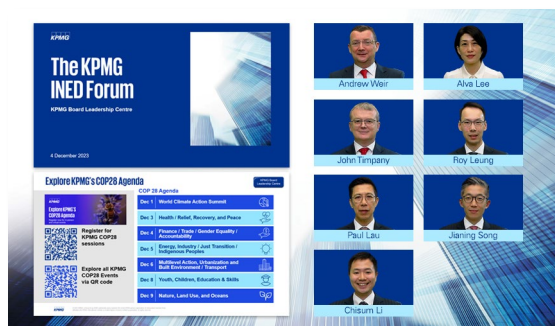 KPMG
The KPMG
INED Forum
KPMG Board Leadership Centre
4 December 2023
Explore KPMG's COP28 Agenda
KPMG Board
Leadership Centre
KPMG
Explore KPMG's
COP28 Agenda
Register for
KPMG COP28
sessions
Explore all KPMG
COP28 Events
via QR code
COP 28 Agenda
Dec 1 World Climate Action Summit
Dec 3 Health / Relief, Recovery, and Peace
Dec 4 Finance / Trade / Gender Equality /
Accountability
Dec 5 Energy, Industry / Just Transition /
Indigenous Peoples
Dec 6 Multilevel Action, Urbanization and
Built Environment / Transport
Dec 8 Youth, Children, Education & Skills
Dec 9 Nature, Land Use, and Oceans
KPMG
Andrew Weir
Alva Lee
John Timpany
Roy Leung
Paul Lau
Jianing Song
Chisum Li